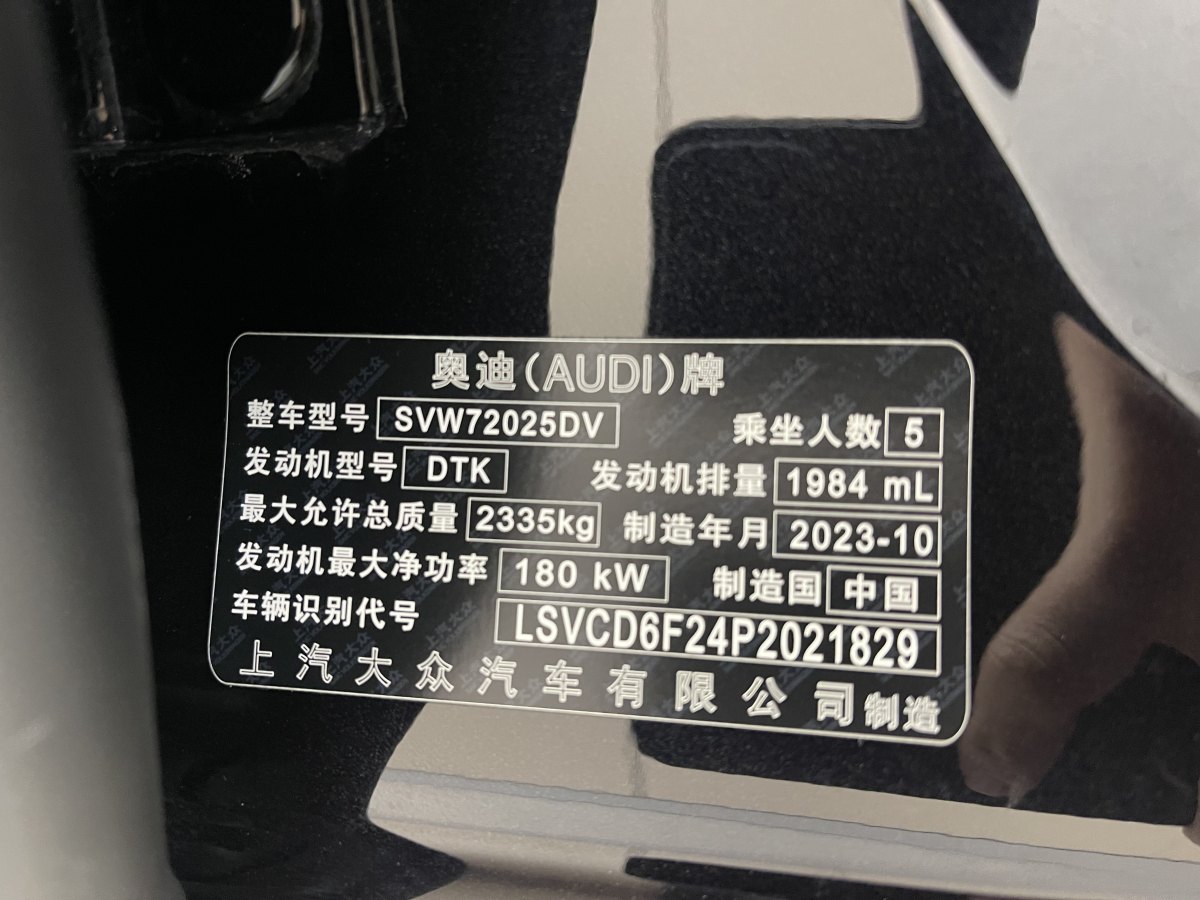 奥迪(AUDI)牌
整车型号 SVW72025DV 乘坐人数 5
发动机型号 DTK 发动机排量 1984 mL
最大允许总质量 2335kg 制造年月 2023-10
发动机最大净功率 180 kW 制造国 中国
车辆识别代号 LSVCD6F24P2021829
上汽大众汽车有限公司制造